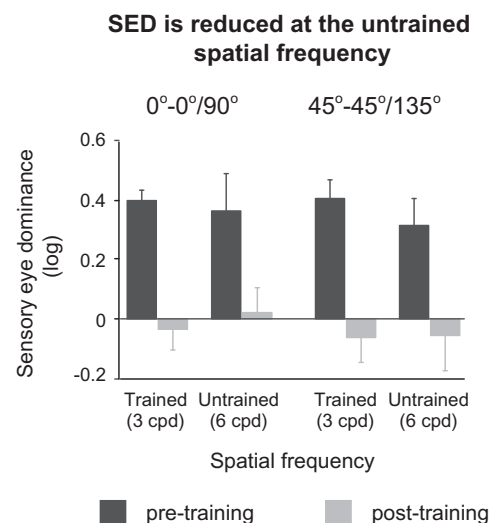 SED is reduced at the untrained
spatial frequency
0°-0°/90°
45°-45°/135°
0.6
0.4
0.2
0
-0.2
Sensory eye dominance
(log)
Trained
(3 cpd)
Untrained
(6 cpd)
Trained
(3 cpd)
Untrained
(6 cpd)
Spatial frequency
pre-training
post-training